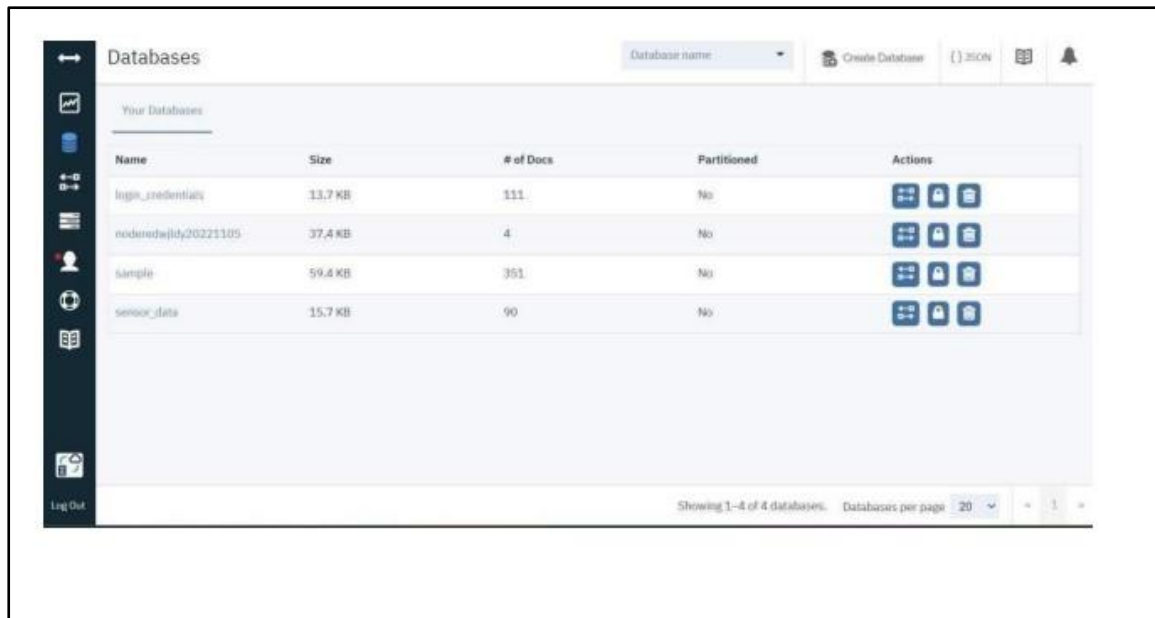 Databases Database name Create Database { } JSON
Your Databases
Name Size # of Docs Partitioned Actions
login_credentials 13.7 KB 111 No
sample 59.4 KB 351 No
sensor_data 15.7 KB 90 No
37.4 KB 4 No
Log Out
Showing 1–4 of 4 databases. Databases per page 20 « 1 »